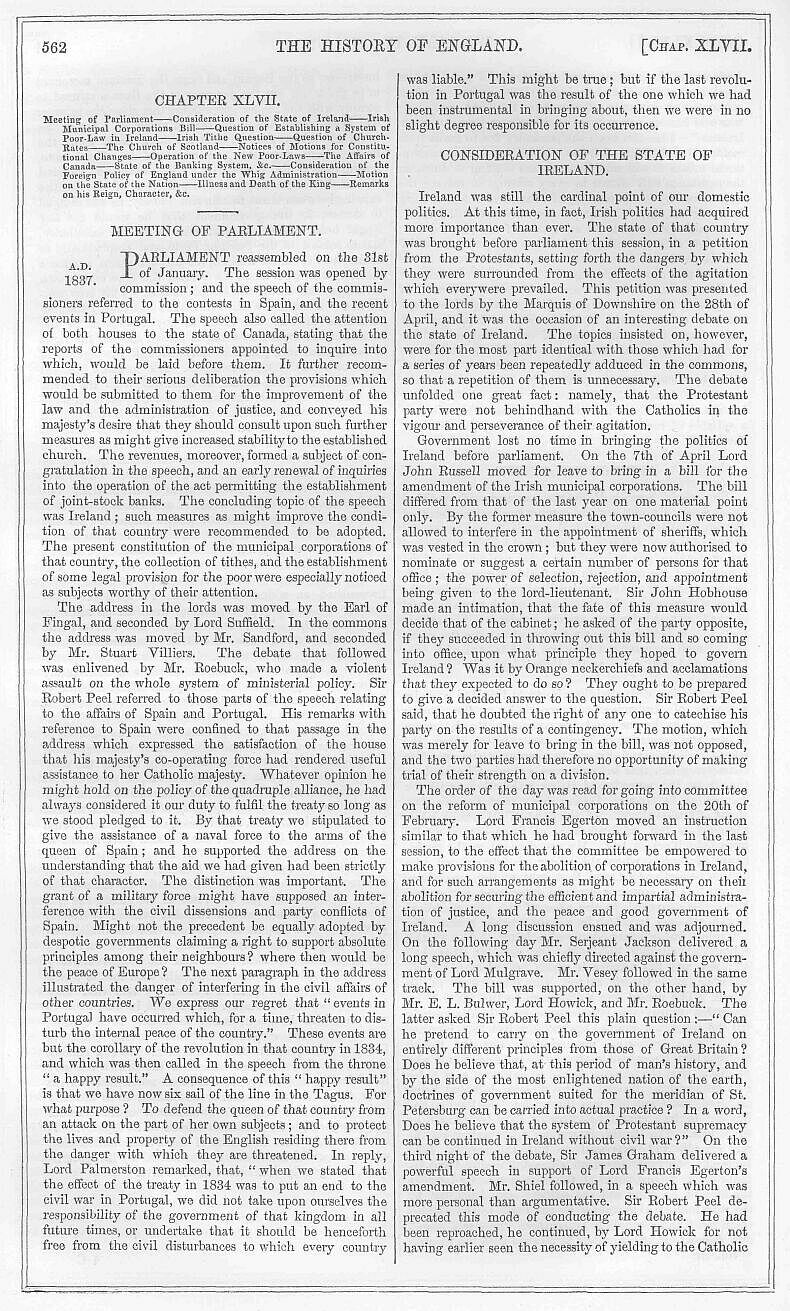 562
THE HISTORY OF ENGLAND.
[CHAP. XLVII.
CHAPTER XLVII.
Meeting of Parliament——Consideration of the State of Ireland——Irish
Municipal Corporations Bill——Question of Establishing a System of
Poor-Law in Ireland——Irish Tithe Question——Question of Church-
Rates——The Church of Scotland——Notices of Motions for Constitu-
tional Changes——Operation of the New Poor-Laws——The Affairs of
Canada——State of the Banking System, &c.——Consideration of the
Foreign Policy of England under the Whig Administration——Motion
on the State of the Nation——Illness and Death of the King——Remarks
on his Reign, Character, &c.
MEETING OF PARLIAMENT.
A.D.
1837.
PARLIAMENT reassembled on the 31st
of January. The session was opened by
commission; and the speech of the commis-
sioners referred to the contests in Spain, and the recent
events in Portugal. The speech also called the attention
of both houses to the state of Canada, stating that the
reports of the commissioners appointed to inquire into
which, would be laid before them. It further recom-
mended to their serious deliberation the provisions which
would be submitted to them for the improvement of the
law and the administration of justice, and conveyed his
majesty's desire that they should consult upon such further
measures as might give increased stability to the established
church. The revenues, moreover, formed a subject of con-
gratulation in the speech, and an early renewal of inquiries
into the operation of the act permitting the establishment
of joint-stock banks. The concluding topic of the speech
was Ireland; such measures as might improve the condi-
tion of that country were recommended to be adopted.
The present constitution of the municipal corporations of
that country, the collection of tithes, and the establishment
of some legal provision for the poor were especially noticed
as subjects worthy of their attention.
The address in the lords was moved by the Earl of
Fingal, and seconded by Lord Suffield. In the commons
the address was moved by Mr. Sandford, and seconded
by Mr. Stuart Villiers. The debate that followed
was enlivened by Mr. Roebuck, who made a violent
assault on the whole system of ministerial policy. Sir
Robert Peel referred to those parts of the speech relating
to the affairs of Spain and Portugal. His remarks with
reference to Spain were confined to that passage in the
address which expressed the satisfaction of the house
that his majesty's co-operating force had rendered useful
assistance to her Catholic majesty. Whatever opinion he
might hold on the policy of the quadruple alliance, he had
always considered it our duty to fulfil the treaty so long as
we stood pledged to it. By that treaty we stipulated to
give the assistance of a naval force to the arms of the
queen of Spain; and he supported the address on the
understanding that the aid we had given had been strictly
of that character. The distinction was important. The
grant of a military force might have supposed an inter-
ference with the civil dissensions and party conflicts of
Spain. Might not the precedent be equally adopted by
despotic governments claiming a right to support absolute
principles among their neighbours? where then would be
the peace of Europe? The next paragraph in the address
illustrated the danger of interfering in the civil affairs of
other countries. We express our regret that "events in
Portugal have occurred which, for a time, threaten to dis-
turb the internal peace of the country." These events are
but the corollary of the revolution in that country in 1834,
and which was then called in the speech from the throne
"a happy result." A consequence of this "happy result"
is that we have now six sail of the line in the Tagus. For
what purpose? To defend the queen of that country from
an attack on the part of her own subjects; and to protect
the lives and property of the English residing there from
the danger with which they are threatened. In reply,
Lord Palmerston remarked, that, "when we stated that
the effect of the treaty in 1834 was to put an end to the
civil war in Portugal, we did not take upon ourselves the
responsibility of the government of that kingdom in all
future times, or undertake that it should be henceforth
free from the civil disturbances to which every country
was liable." This might be true; but if the last revolu-
tion in Portugal was the result of the one which we had
been instrumental in bringing about, then we were in no
slight degree responsible for its occurrence.
CONSIDERATION OF THE STATE OF
IRELAND.
Ireland was still the cardinal point of our domestic
politics. At this time, in fact, Irish politics had acquired
more importance than ever. The state of that country
was brought before parliament this session, in a petition
from the Protestants, setting forth the dangers by which
they were surrounded from the effects of the agitation
which everywere prevailed. This petition was presented
to the lords by the Marquis of Downshire on the 28th of
April, and it was the occasion of an interesting debate on
the state of Ireland. The topics insisted on, however,
were for the most part identical with those which had for
a series of years been repeatedly adduced in the commons,
so that a repetition of them is unnecessary. The debate
unfolded one great fact: namely, that the Protestant
party were not behindhand with the Catholics in the
vigour and perseverance of their agitation.
Government lost no time in bringing the politics of
Ireland before parliament. On the 7th of April Lord
John Russell moved for leave to bring in a bill for the
amendment of the Irish municipal corporations. The bill
differed from that of the last year on one material point
only. By the former measure the town-councils were not
allowed to interfere in the appointment of sheriffs, which
was vested in the crown; but they were now authorised to
nominate or suggest a certain number of persons for that
office; the power of selection, rejection, and appointment
being given to the lord-lieutenant. Sir John Hobhouse
made an intimation, that the fate of this measure would
decide that of the cabinet; he asked of the party opposite,
if they succeeded in throwing out this bill and so coming
into office, upon what principle they hoped to govern
Ireland? Was it by Orange neckerchiefs and acclamations
that they expected to do so? They ought to be prepared
to give a decided answer to the question. Sir Robert Peel
said, that he doubted the right of any one to catechise his
party on the results of a contingency. The motion, which
was merely for leave to bring in the bill, was not opposed,
and the two parties had therefore no opportunity of making
trial of their strength on a division.
The order of the day was read for going into committee
on the reform of municipal corporations on the 20th of
February. Lord Francis Egerton moved an instruction
similar to that which he had brought forward in the last
session, to the effect that the committee be empowered to
make provisions for the abolition of corporations in Ireland,
and for such arrangements as might be necessary on their
abolition for securing the efficient and impartial administra-
tion of justice, and the peace and good government of
Ireland. A long discussion ensued and was adjourned.
On the following day Mr. Serjeant Jackson delivered a
long speech, which was chiefly directed against the govern-
ment of Lord Mulgrave. Mr. Vesey followed in the same
track. The bill was supported, on the other hand, by
Mr. E. L. Bulwer, Lord Howick, and Mr. Roebuck. The
latter asked Sir Robert Peel this plain question:—"Can
he pretend to carry on the government of Ireland on
entirely different principles from those of Great Britain?
Does he believe that, at this period of man's history, and
by the side of the most enlightened nation of the earth,
doctrines of government suited for the meridian of St.
Petersburg can be carried into actual practice? In a word,
Does he believe that the system of Protestant supremacy
can be continued in Ireland without civil war?" On the
third night of the debate, Sir James Graham delivered a
powerful speech in support of Lord Francis Egerton's
amendment. Mr. Shiel followed, in a speech which was
more personal than argumentative. Sir Robert Peel de-
precated this mode of conducting the debate. He had
been reproached, he continued, by Lord Howick for not
having earlier seen the necessity of yielding to the Catholic